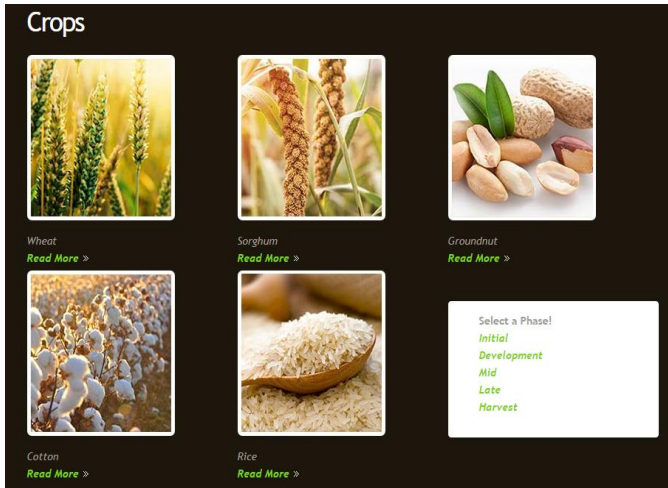 Crops
Wheat
Read More »
Sorghum
Read More »
Groundnut
Read More »
Cotton
Read More »
Rice
Read More »
Select a Phase!
Initial
Development
Mid
Late
Harvest